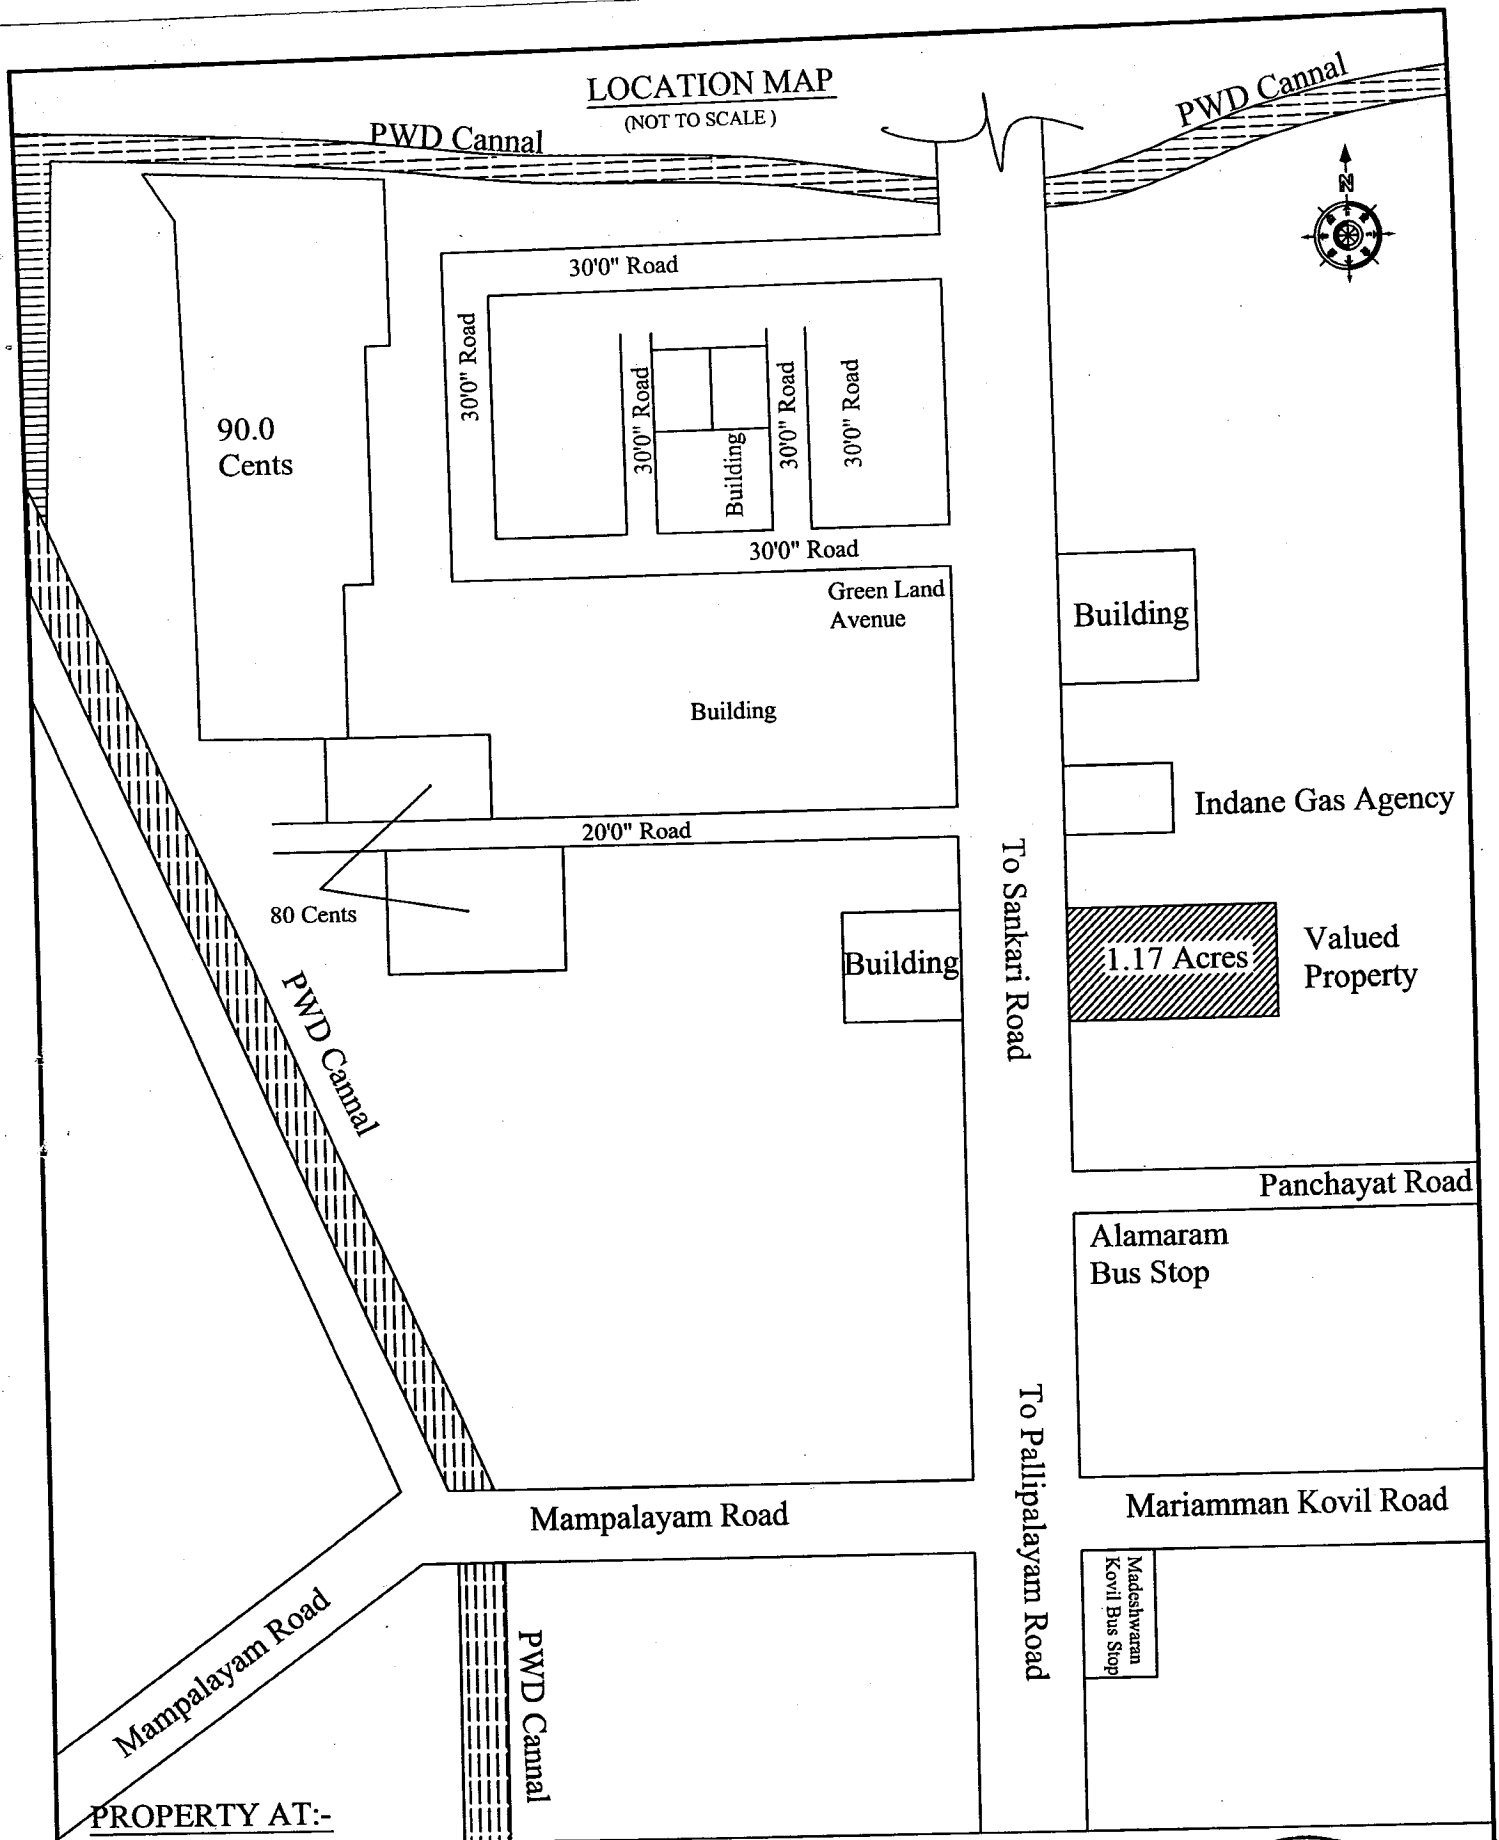 LOCATION MAP
(NOT TO SCALE)
PWD Cannal
PWD Cannal
N
30'0" Road
30'0" Road
30'0" Road
30'0" Road
30'0" Road
Building
90.0
Cents
30'0" Road
Green Land
Avenue
Building
Building
Indane Gas Agency
20'0" Road
80 Cents
To Sankari Road
Building
1.17 Acres
Valued
Property
PWD Cannal
Panchayat Road
Alamaram
Bus Stop
To Pallipalayam Road
Mampalayam Road
Mariamman Kovil Road
Madeshwaran
Kovil Bus Stop
Mampalayam Road
PWD Cannal
PROPERTY AT:-